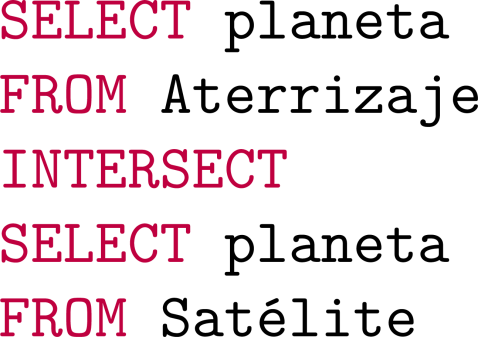 SELECT planeta
FROM Aterrizaje
INTERSECT
SELECT planeta
FROM Satélite